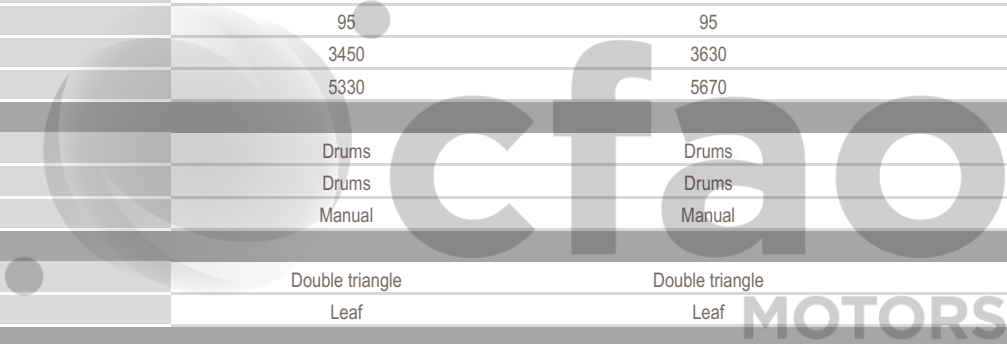 95 95
3450 3630
5330 5670
Drums Drums
Drums Drums
Manual Manual
Double triangle Double triangle
Leaf Leaf
cfao
MOTORS